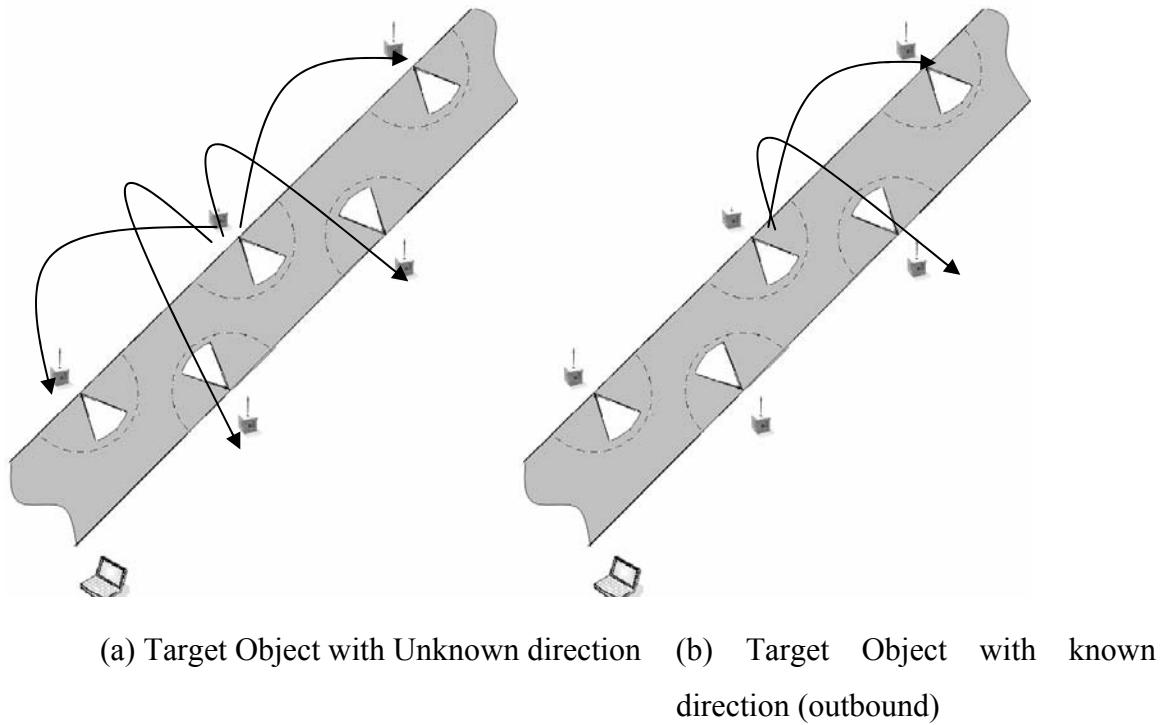 (a) Target Object with Unknown direction
(b) Target Object with known
direction (outbound)